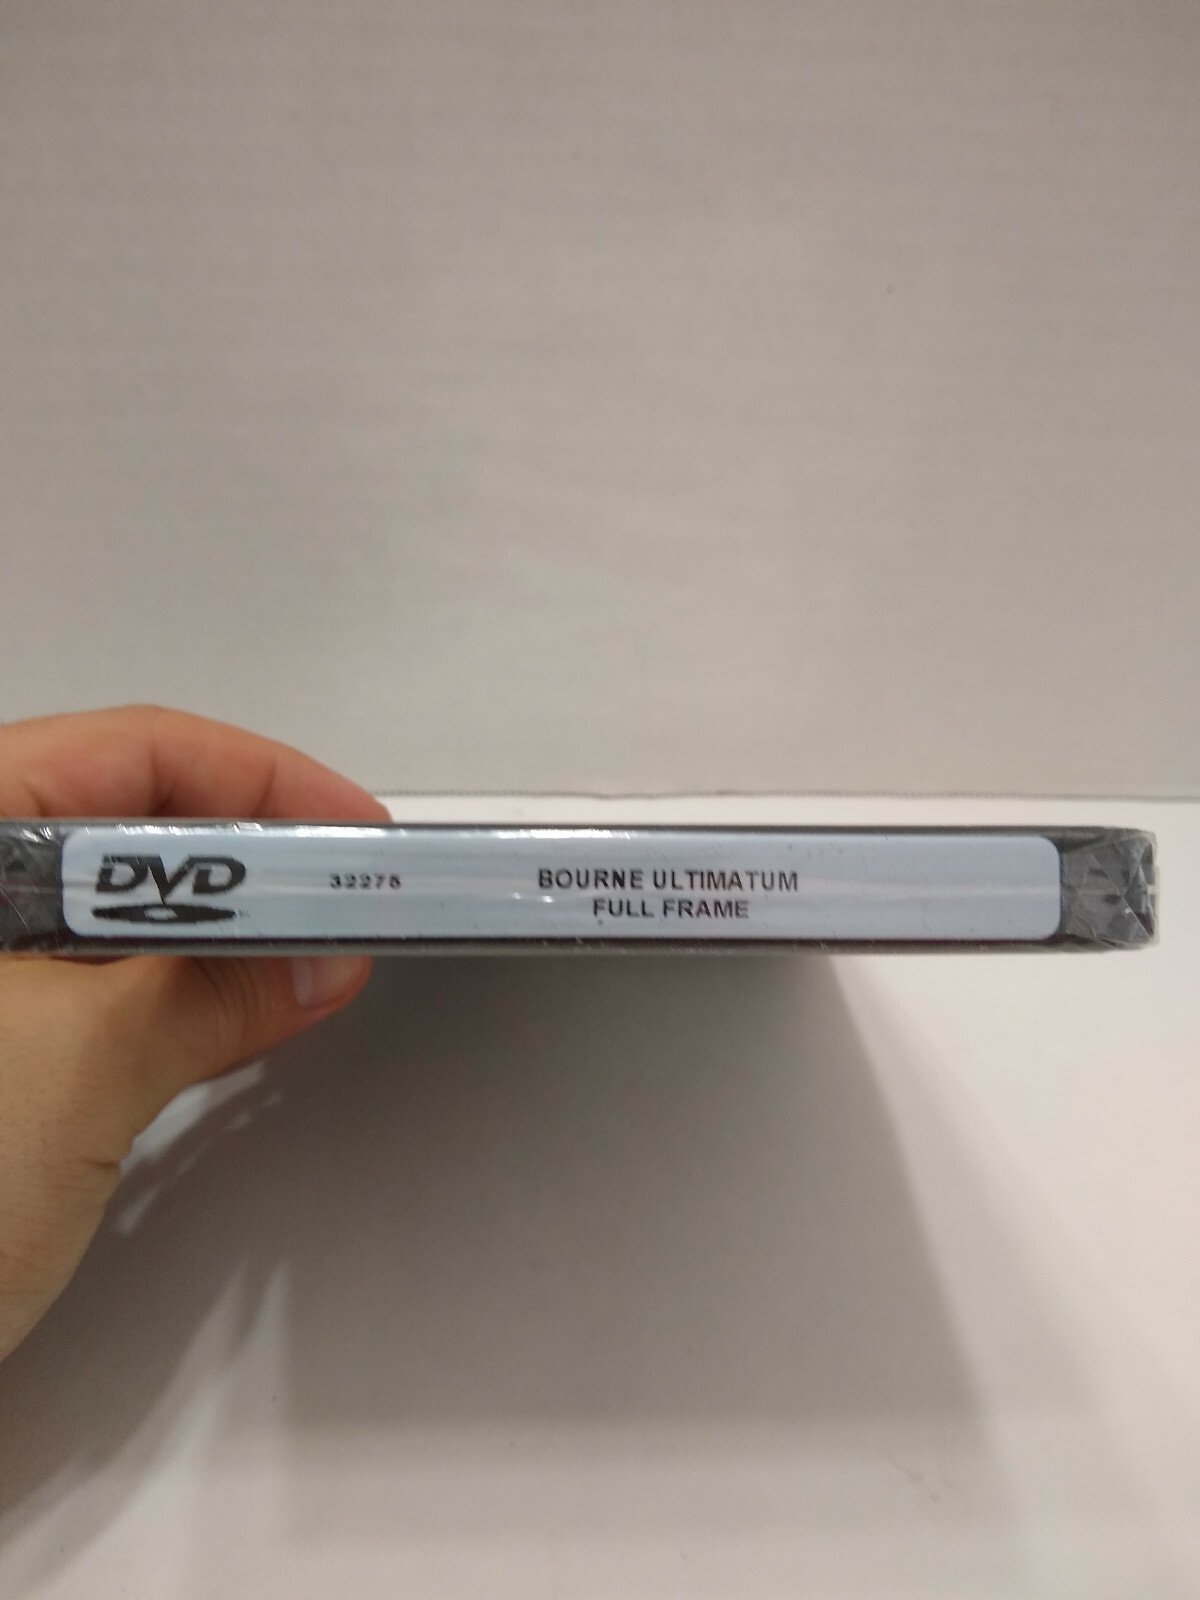 DVD 32275 BOURNE ULTIMATUM
FULL FRAME